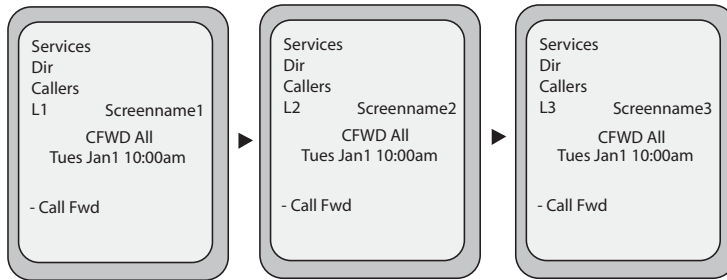 Services
Dir
Callers
L1 Screenname1
CFWD All
Tues Jan1 10:00am
- Call Fwd
Services
Dir
Callers
L2 Screenname2
CFWD All
Tues Jan1 10:00am
- Call Fwd
Services
Dir
Callers
L3 Screenname3
CFWD All
Tues Jan1 10:00am
- Call Fwd